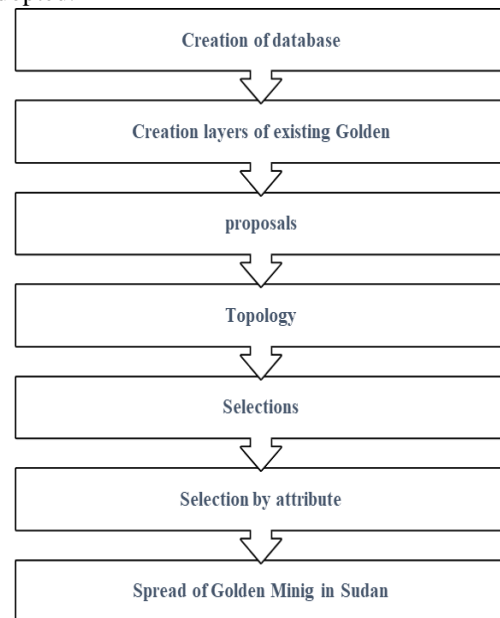 Creation of database
Creation layers of existing Golden
proposals
Topology
Selections
Selection by attribute
Spread of Golden Minig in Sudan